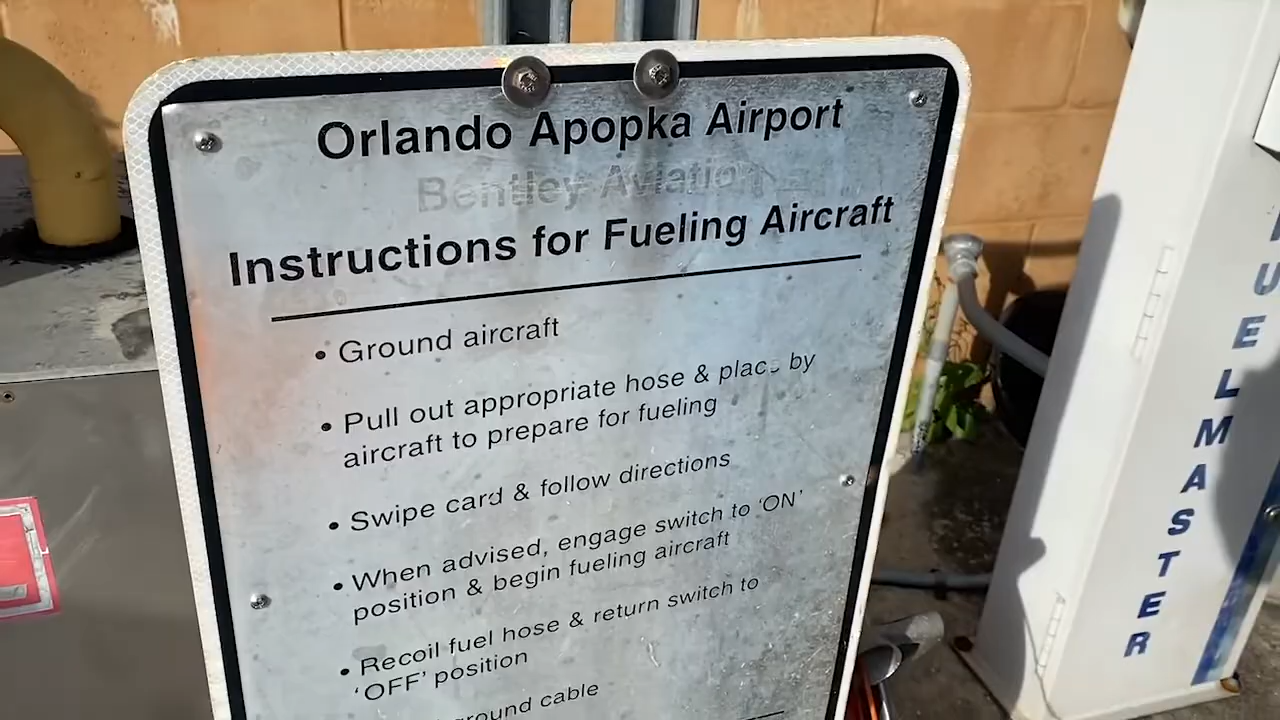 Orlando Apopka Airport
Bentley Aviation
Instructions for Fueling Aircraft
• Ground aircraft
• Pull out appropriate hose & place by
aircraft to prepare for fueling
• Swipe card & follow directions
• When advised, engage switch to ‘ON’
position & begin fueling aircraft
• Recoil fuel hose & return switch to
‘OFF’ position
ground cable
FUELMASTER